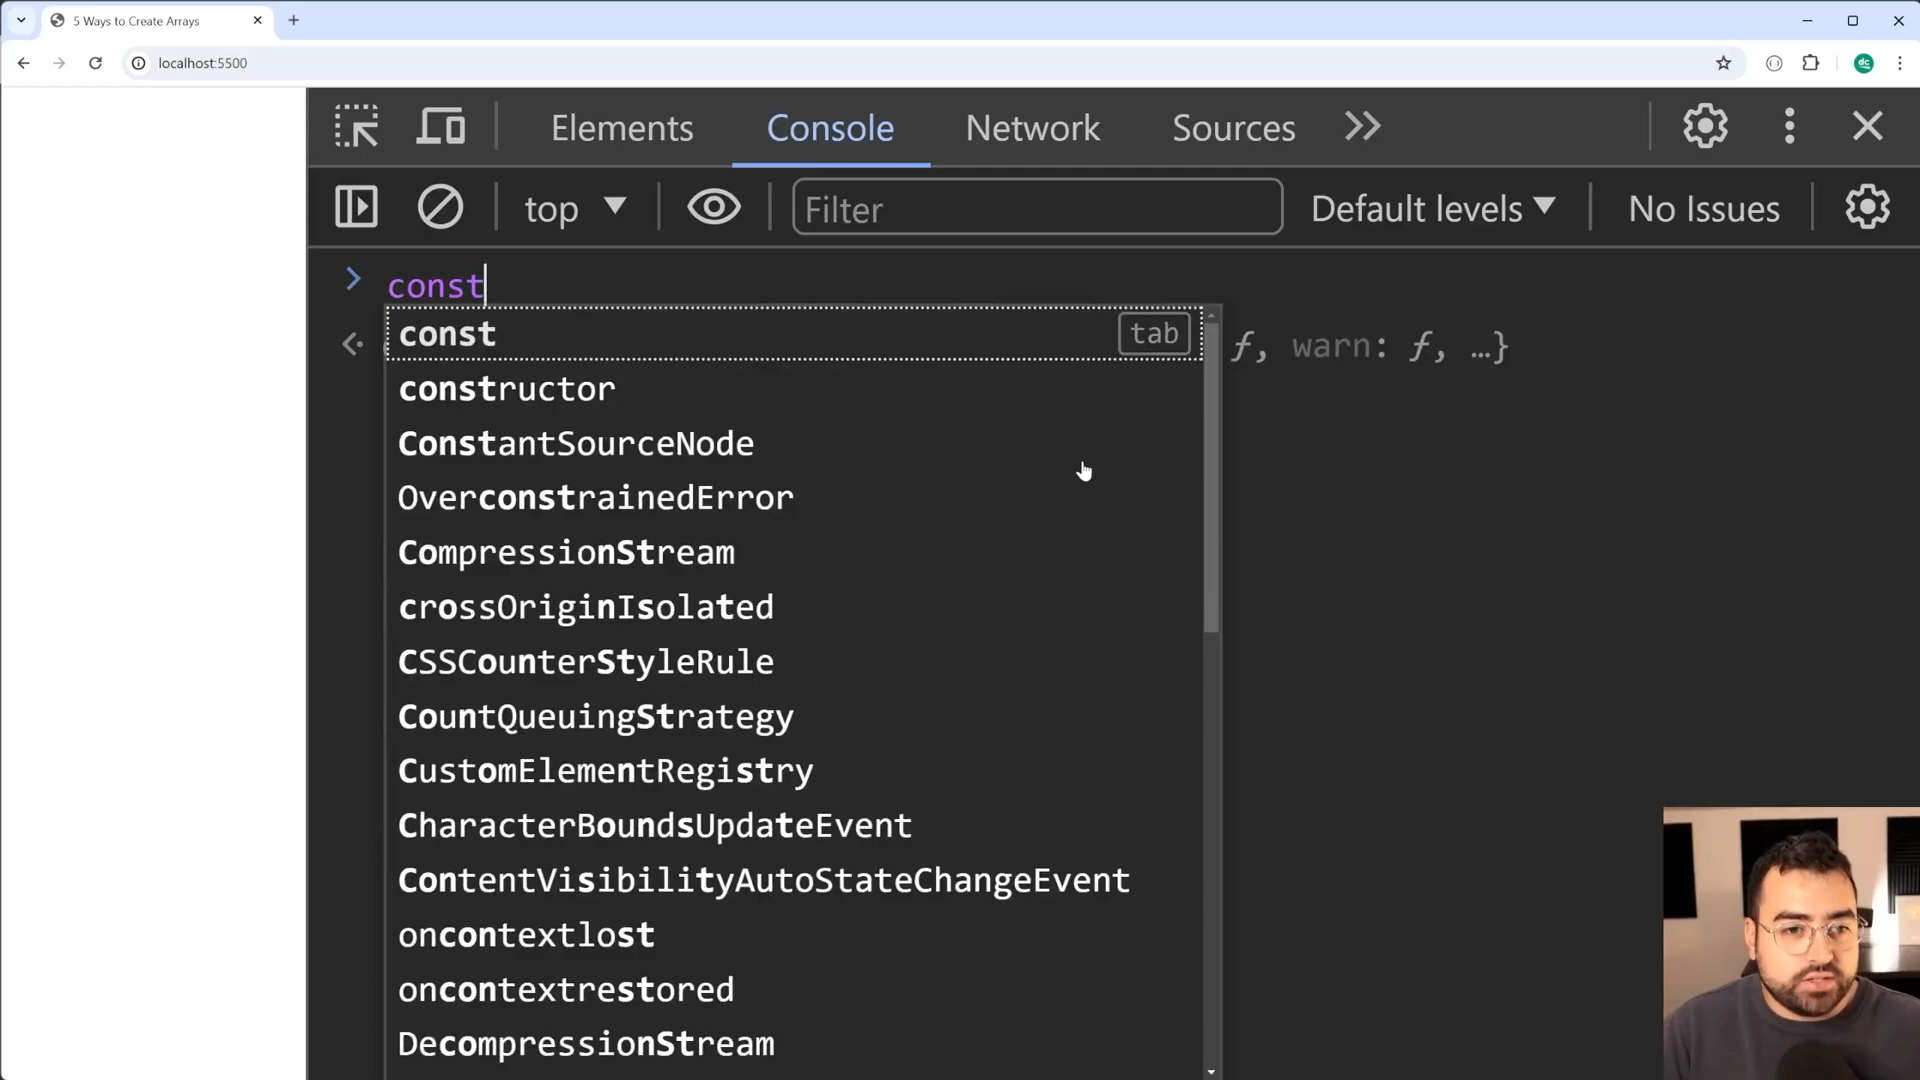 5 Ways to Create Arrays
localhost:5500
dc
Elements
Console
Network
Sources
top
Filter
Default levels
No Issues
const
const
tab
f, warn: f, …}
constructor
ConstantSourceNode
OverconstrainedError
CompressionStream
crossOriginIsolated
CSSCounterStyleRule
CountQueuingStrategy
CustomElementRegistry
CharacterBoundsUpdateEvent
ContentVisibilityAutoStateChangeEvent
oncontextlost
oncontextrestored
DecompressionStream